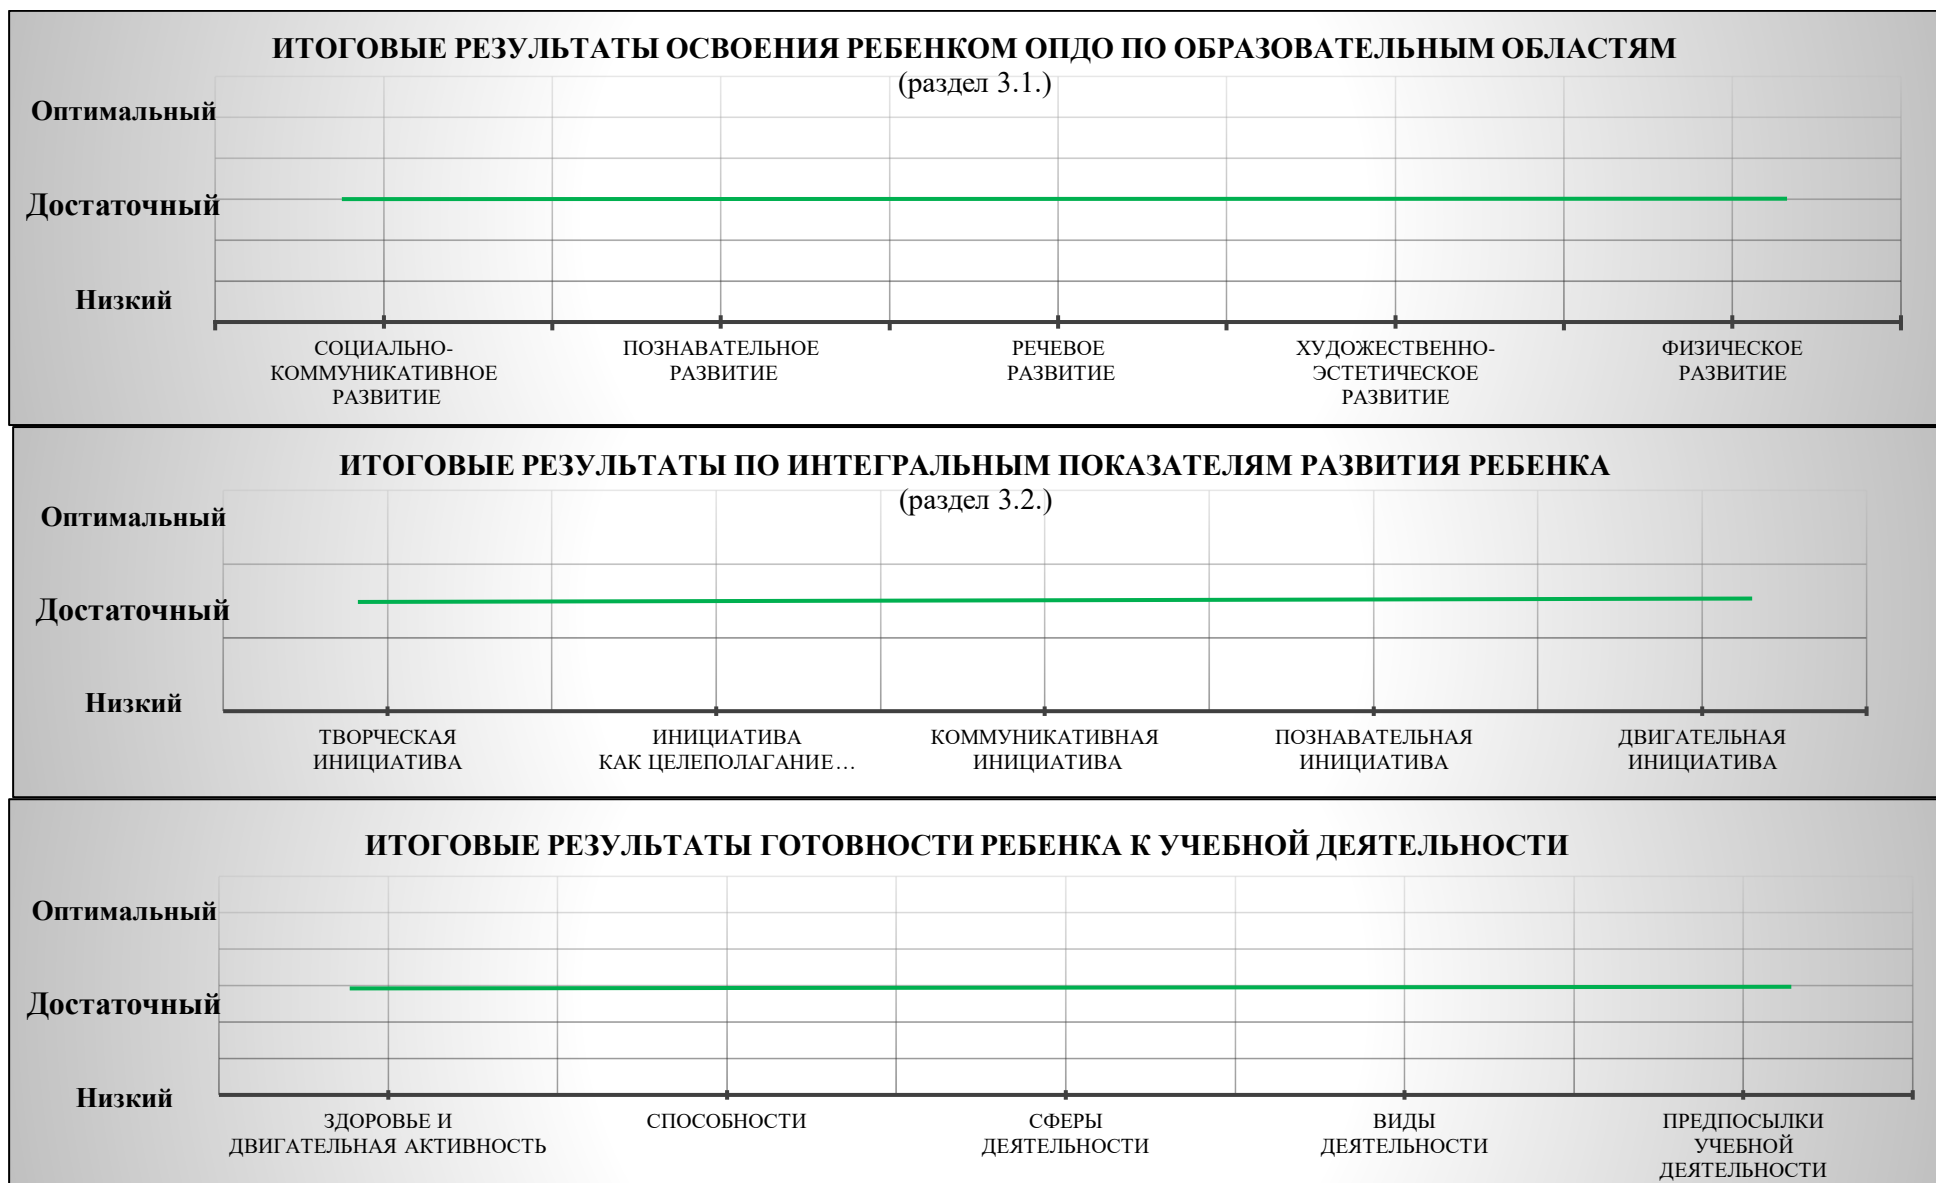 ИТОГОВЫЕ РЕЗУЛЬТАТЫ ОСВОЕНИЯ РЕБЕНКОМ ОПДО ПО ОБРАЗОВАТЕЛЬНЫМ ОБЛАСТЯМ
(раздел 3.1.)
Оптимальный
Достаточный
Низкий
СОЦИАЛЬНО-
КОММУНИКАТИВНОЕ
РАЗВИТИЕ
ПОЗНАВАТЕЛЬНОЕ
РАЗВИТИЕ
РЕЧЕВОЕ
РАЗВИТИЕ
ХУДОЖЕСТВЕННО-
ЭСТЕТИЧЕСКОЕ
РАЗВИТИЕ
ФИЗИЧЕСКОЕ
РАЗВИТИЕ
ИТОГОВЫЕ РЕЗУЛЬТАТЫ ПО ИНТЕГРАЛЬНЫМ ПОКАЗАТЕЛЯМ РАЗВИТИЯ РЕБЕНКА
(раздел 3.2.)
Оптимальный
Достаточный
Низкий
ТВОРЧЕСКАЯ
ИНИЦИАТИВА
ИНИЦИАТИВА
КАК ЦЕЛЕПОЛАГАНИЕ…
КОММУНИКАТИВНАЯ
ИНИЦИАТИВА
ПОЗНАВАТЕЛЬНАЯ
ИНИЦИАТИВА
ДВИГАТЕЛЬНАЯ
ИНИЦИАТИВА
ИТОГОВЫЕ РЕЗУЛЬТАТЫ ГОТОВНОСТИ РЕБЕНКА К УЧЕБНОЙ ДЕЯТЕЛЬНОСТИ
Оптимальный
Достаточный
Низкий
ЗДОРОВЬЕ И
ДВИГАТЕЛЬНАЯ АКТИВНОСТЬ
СПОСОБНОСТИ
СФЕРЫ
ДЕЯТЕЛЬНОСТИ
ВИДЫ
ДЕЯТЕЛЬНОСТИ
ПРЕДПОСЫЛКИ
УЧЕБНОЙ
ДЕЯТЕЛЬНОСТИ